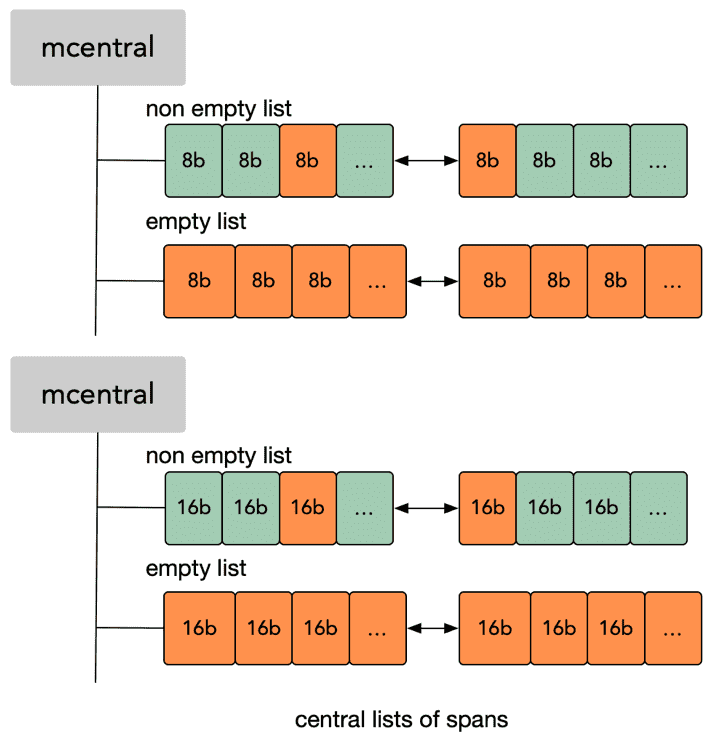 mcentral
non empty list
8b 8b 8b ... 8b 8b 8b ...
empty list
8b 8b 8b ... 8b 8b 8b ...
mcentral
non empty list
16b 16b 16b ... 16b 16b 16b ...
empty list
16b 16b 16b ... 16b 16b 16b ...
central lists of spans